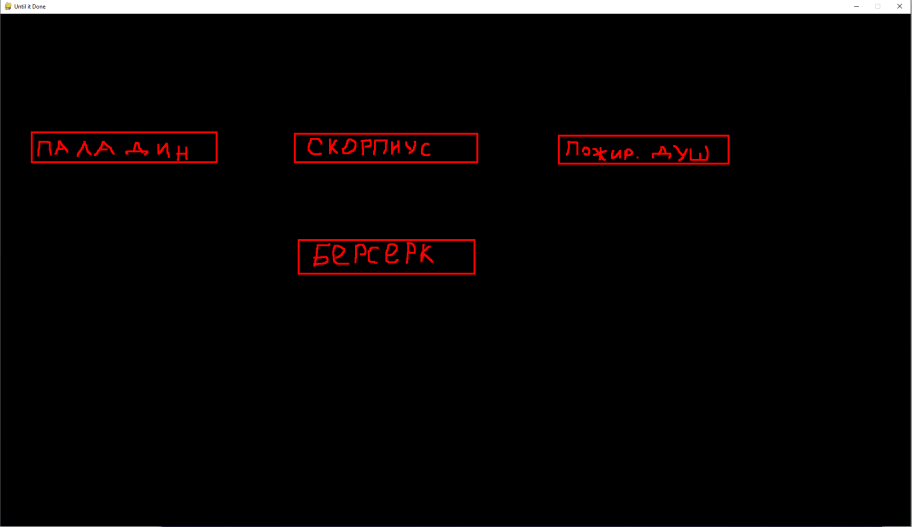 Until it Done
ПАЛАДИН
СКОРПИУС
Пожир. ДУШ
БЕРСЕРК